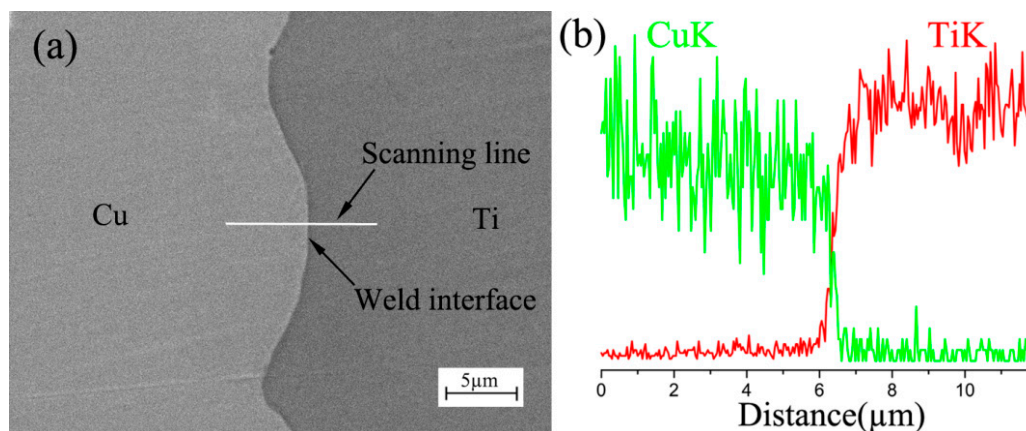 (a)
Scanning line
Cu
Ti
Weld interface
5µm
(b)
CuK
TiK
0 2 4 6 8 10
Distance(µm)